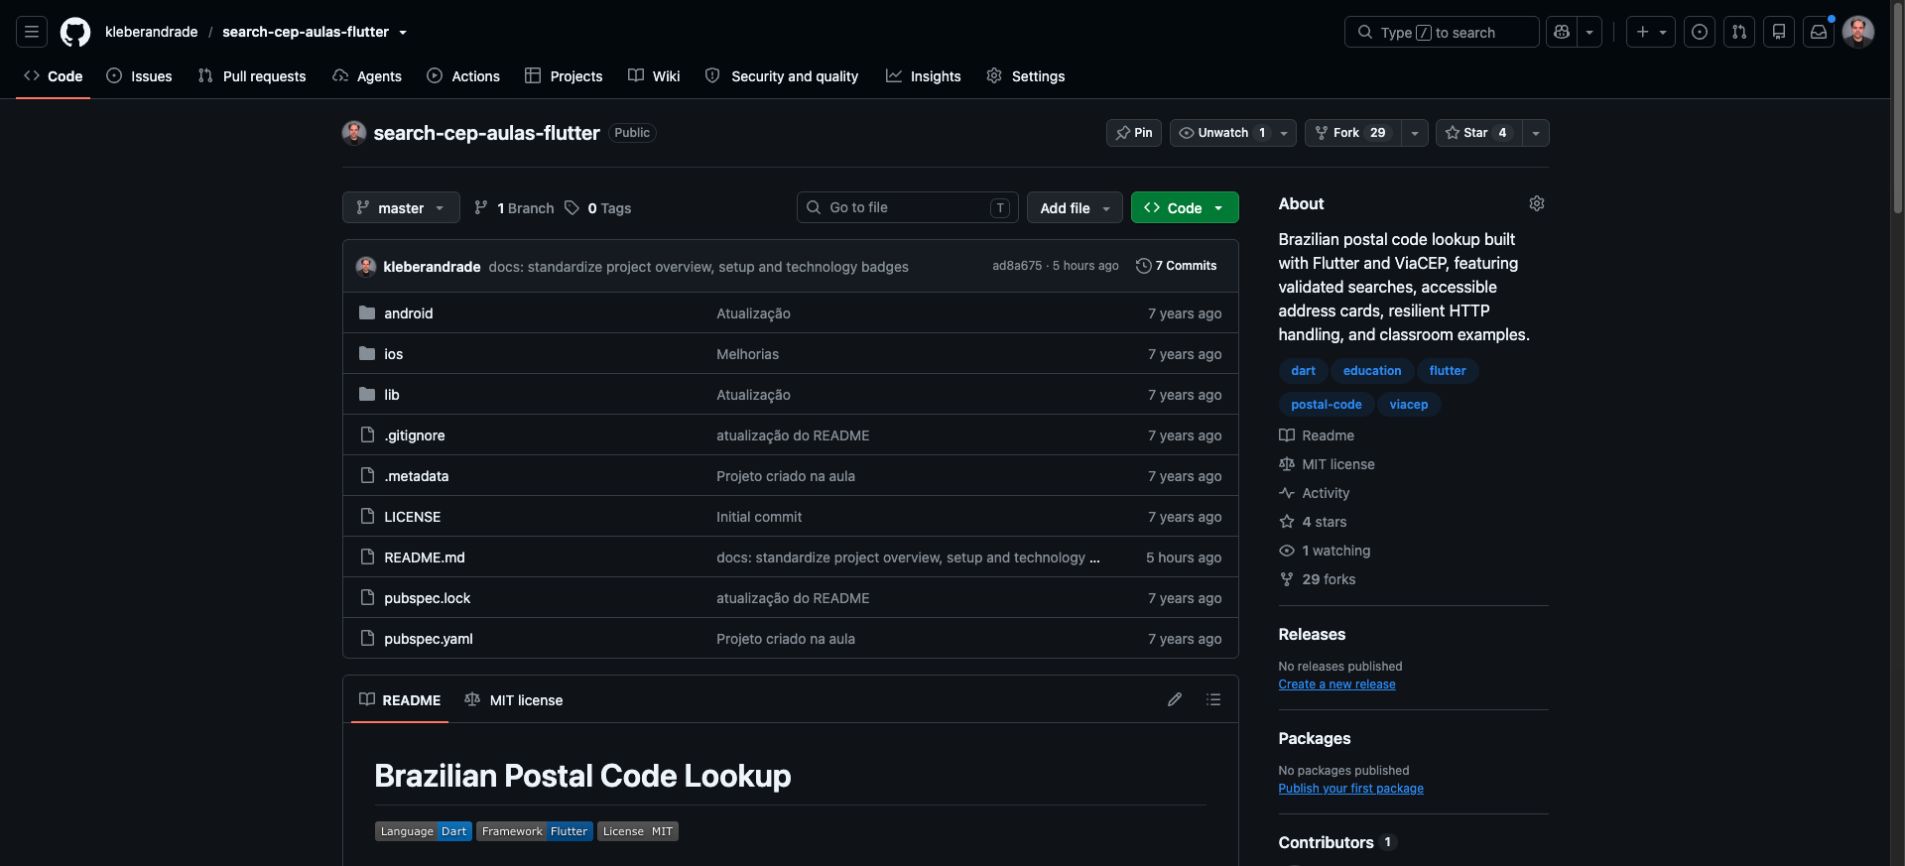 kleberandrade / search-cep-aulas-flutter
Type / to search
Code Issues Pull requests Agents Actions Projects Wiki Security and quality Insights Settings
search-cep-aulas-flutter Public
Pin Unwatch 1 Fork 29 Star 4
master 1 Branch 0 Tags Go to file T Add file Code
kleberandrade docs: standardize project overview, setup and technology badges ad8a675 · 5 hours ago 7 Commits
android Atualização 7 years ago
ios Melhorias 7 years ago
lib Atualização 7 years ago
.gitignore atualização do README 7 years ago
.metadata Projeto criado na aula 7 years ago
LICENSE Initial commit 7 years ago
README.md docs: standardize project overview, setup and technology ... 5 hours ago
pubspec.lock atualização do README 7 years ago
pubspec.yaml Projeto criado na aula 7 years ago
README MIT license
Brazilian Postal Code Lookup
Language Dart Framework Flutter License MIT
About
Brazilian postal code lookup built
with Flutter and ViaCEP, featuring
validated searches, accessible
address cards, resilient HTTP
handling, and classroom examples.
dart education flutter
postal-code viacep
Readme
MIT license
Activity
4 stars
1 watching
29 forks
Releases
No releases published
Create a new release
Packages
No packages published
Publish your first package
Contributors 1